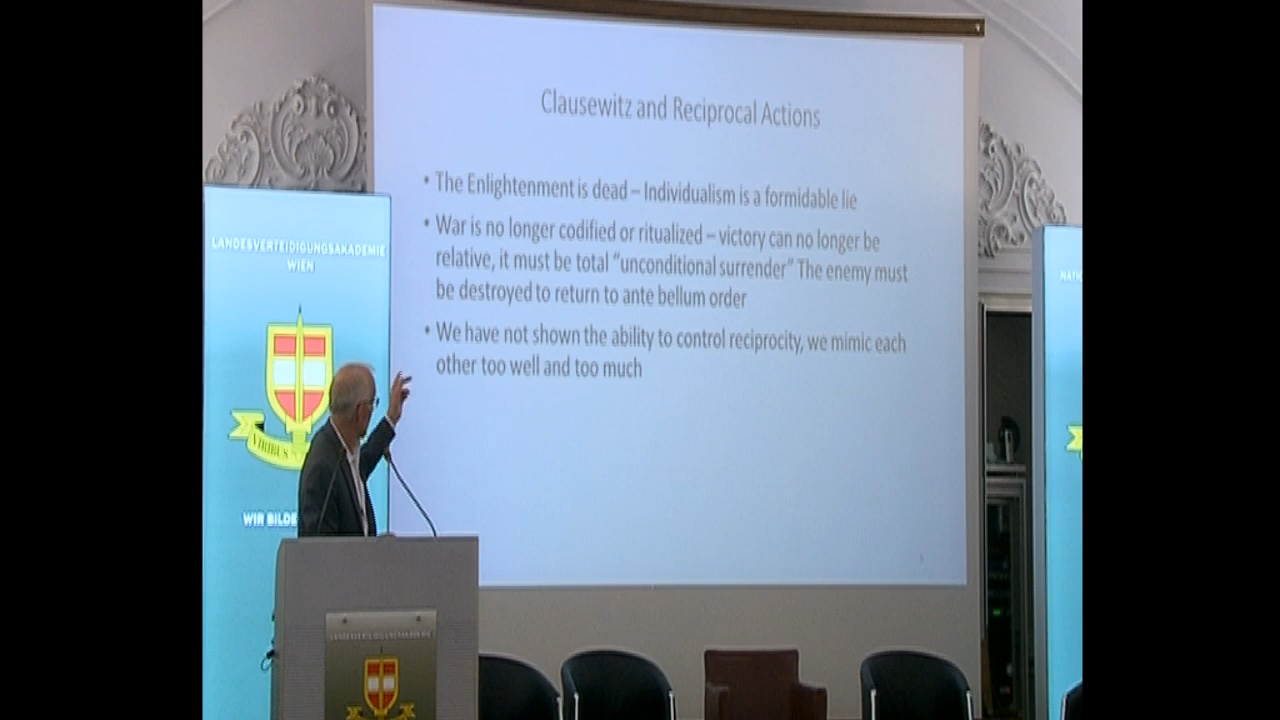 Clausewitz and Reciprocal Actions
• The Enlightenment is dead – Individualism is a formidable lie
• War is no longer codified or ritualized – victory can no longer be
relative, it must be total "unconditional surrender" The enemy must
be destroyed to return to ante bellum order
• We have not shown the ability to control reciprocity, we mimic each
other too well and too much
LANDESVERTEIDIGUNGSAKADEMIE
WIEN
VIRIBUS
WIR BILDE
LANDESVERTEIDIGUNGSAKADEMIE